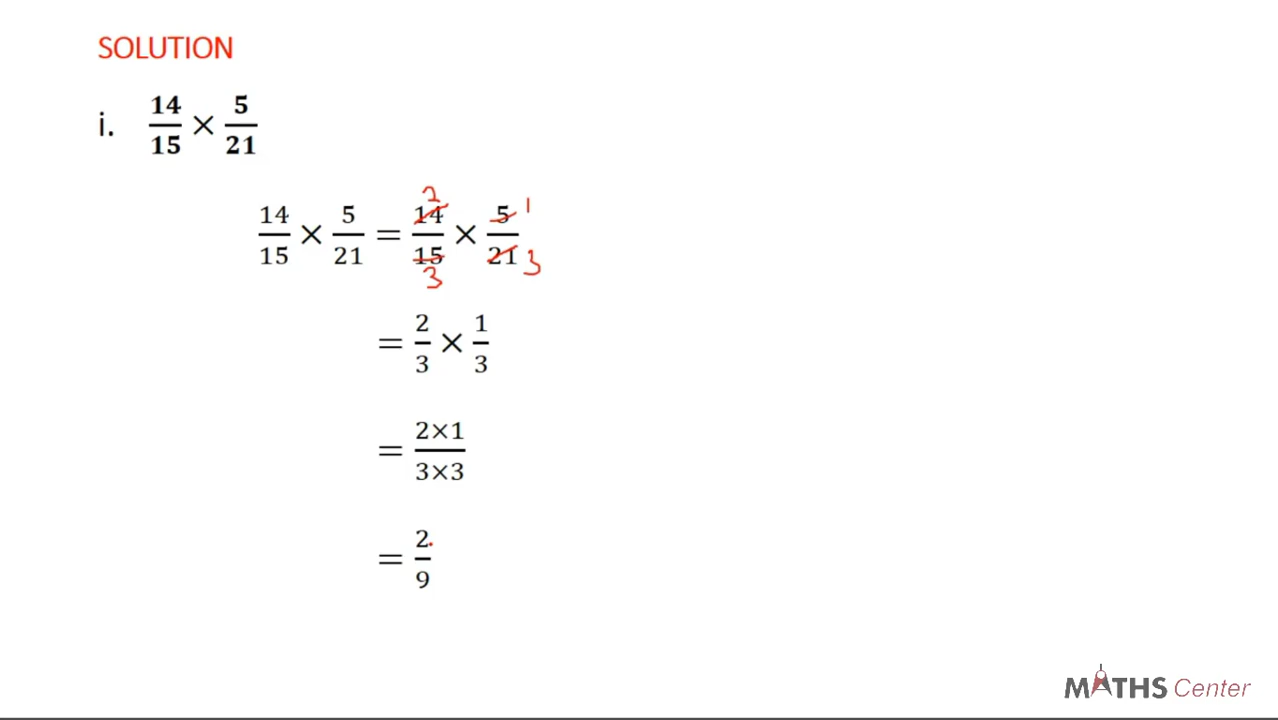 SOLUTION
i. 14/15 × 5/21
14/15 × 5/21 = 14/15 × 5/21
2 1
3 3
= 2/3 × 1/3
= 2×1/3×3
= 2/9
MATHS Center